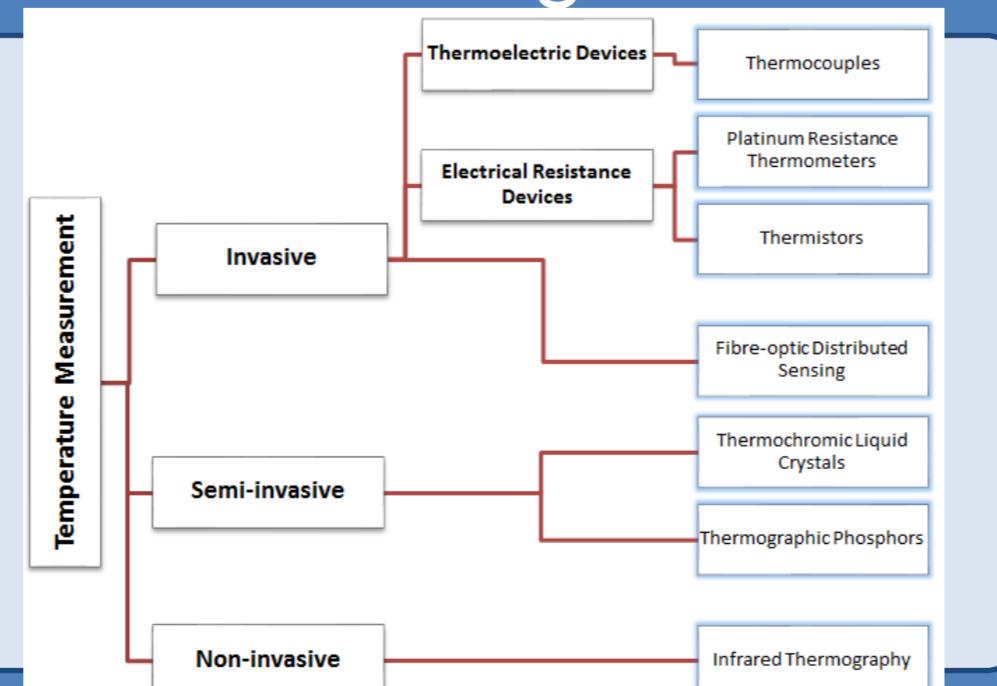 Temperature Measurement
Invasive
Thermoelectric Devices
Thermocouples
Electrical Resistance
Devices
Platinum Resistance
Thermometers
Thermistors
Fibre-optic Distributed
Sensing
Semi-invasive
Thermochromic Liquid
Crystals
Thermographic Phosphors
Non-invasive
Infrared Thermography